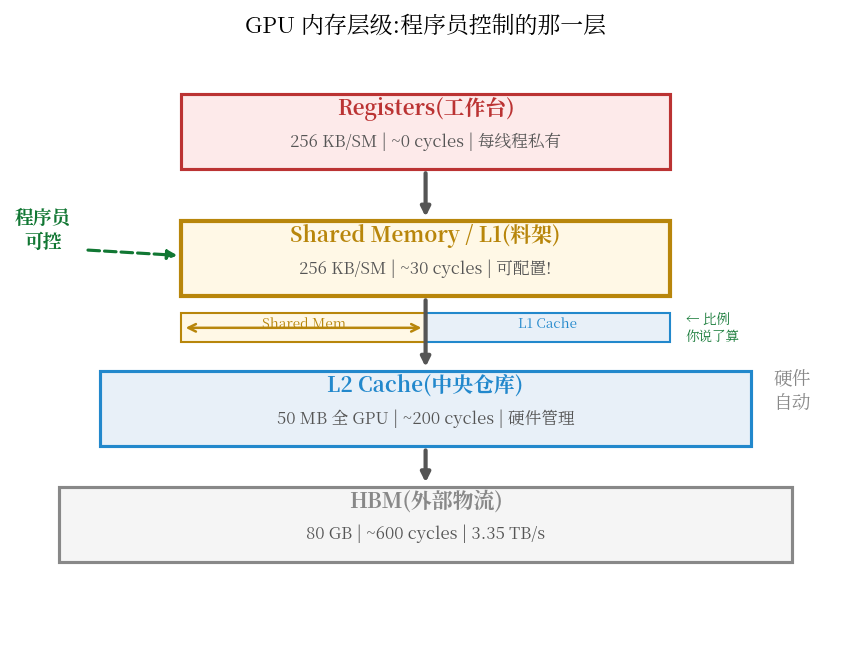 GPU 内存层级:程序员控制的那一层
Registers(工作台)
256 KB/SM | ~0 cycles | 每线程私有
程序员
可控
Shared Memory / L1(料架)
256 KB/SM | ~30 cycles | 可配置!
Shared Mem
L1 Cache
← 比例
你说了算
L2 Cache(中央仓库)
50 MB 全 GPU | ~200 cycles | 硬件管理
硬件
自动
HBM(外部物流)
80 GB | ~600 cycles | 3.35 TB/s